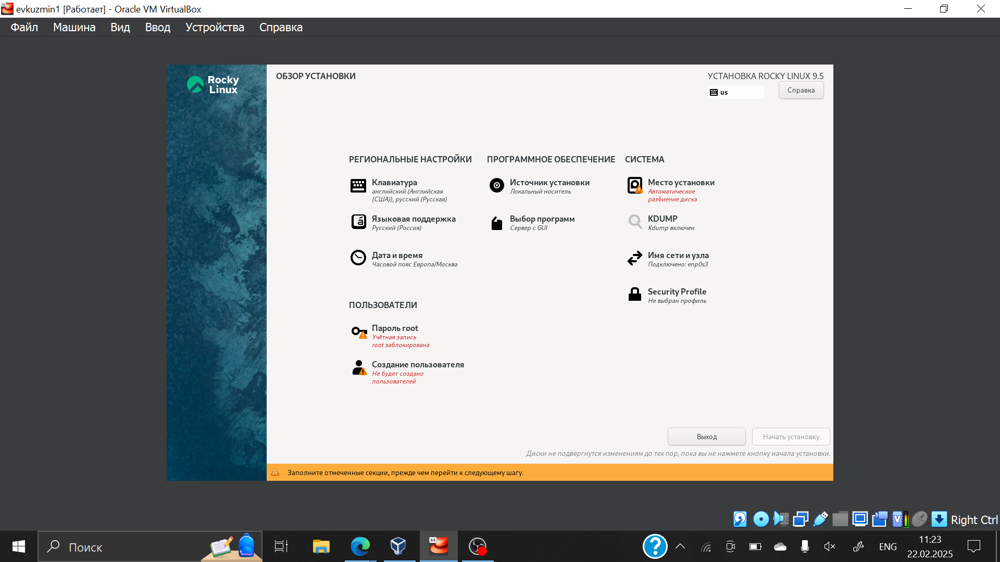 evkuzmin1 [Работает] - Oracle VM VirtualBox
Файл Машина Вид Ввод Устройства Справка
Rocky
Linux
ОБЗОР УСТАНОВКИ
УСТАНОВКА ROCKY LINUX 9.5
us
Справка
РЕГИОНАЛЬНЫЕ НАСТРОЙКИ
Клавиатура
английский (Английская
(США)), русский (Русская)
Языковая поддержка
Русский (Россия)
Дата и время
Часовой пояс Европа/Москва
ПРОГРАММНОЕ ОБЕСПЕЧЕНИЕ
Источник установки
Локальный носитель
Выбор программ
Сервер с GUI
СИСТЕМА
Место установки
Автоматическое
разбиение диска
KDUMP
Kdump включен
Имя сети и узла
Подключено: enp0s3
Security Profile
Не выбран профиль
ПОЛЬЗОВАТЕЛИ
Пароль root
Учётная запись
root заблокирована
Создание пользователя
Не будет создано
пользователей
Выход
Начать установку
Диски не подвергнутся изменениям до тех пор, пока вы не нажмете кнопку начала установки.
Заполните отмеченные секции, прежде чем перейти к следующему шагу.
Right Ctrl
Поиск
64
ENG
11:23
22.02.2025